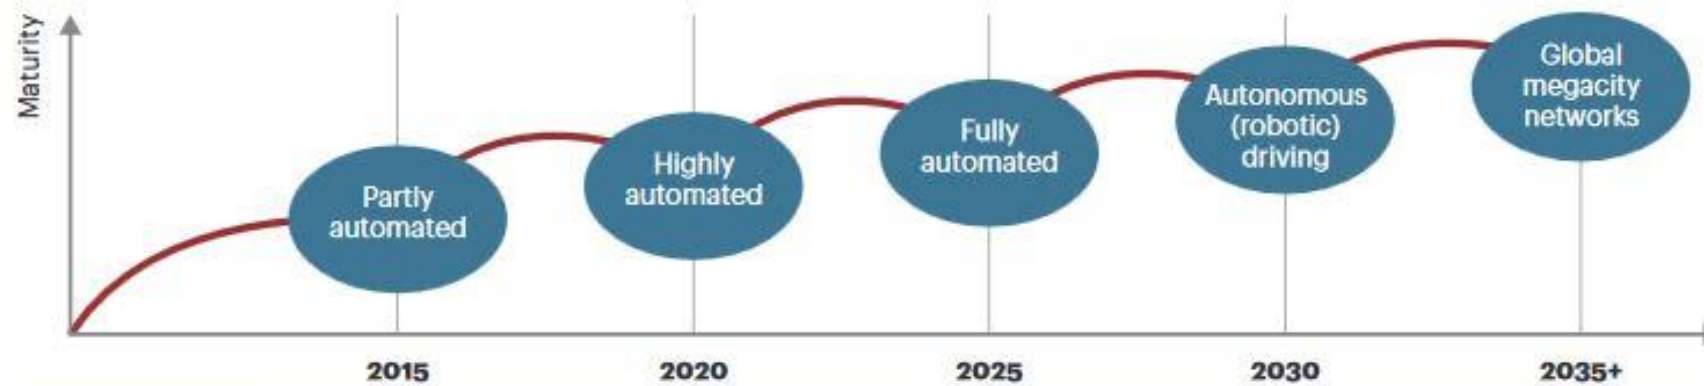 Maturity
Partly
automated
Highly
automated
Fully
automated
Autonomous
(robotic)
driving
Global
megacity
networks
2015
2020
2025
2030
2035+